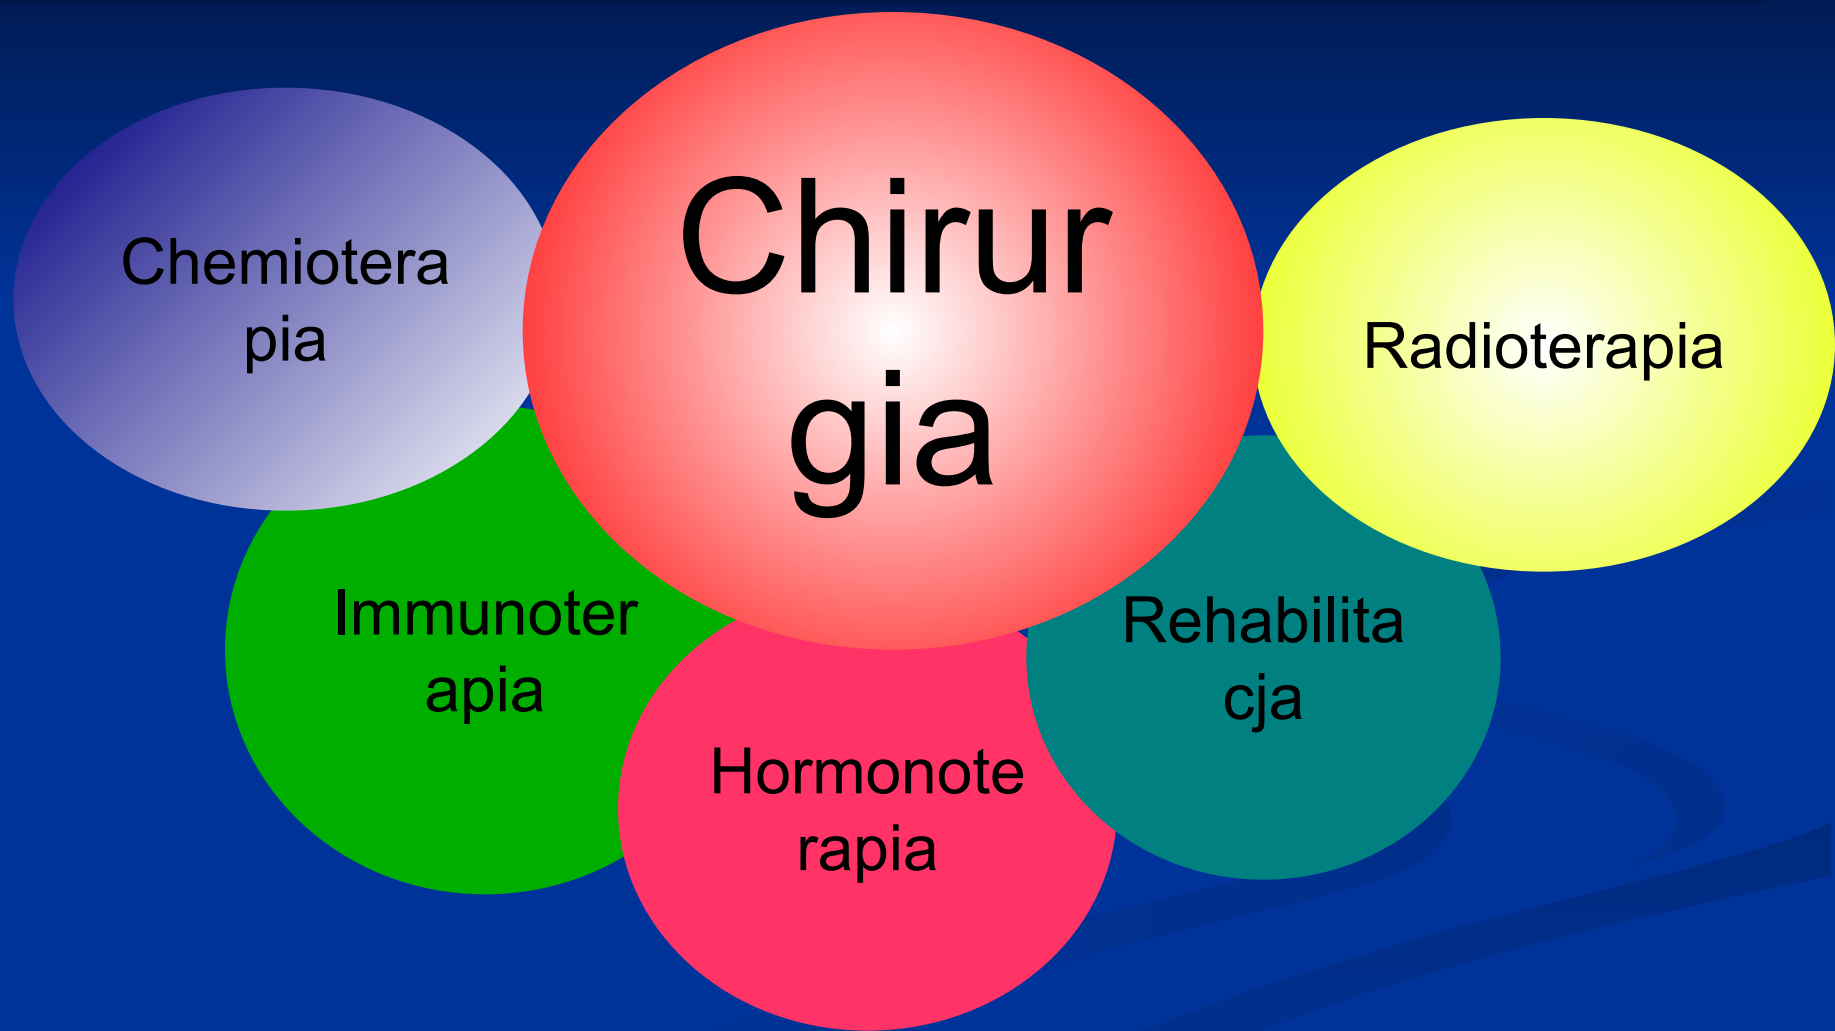 Chemiotera
pia
Chirur
gia
Radioterapia
Immunoter
apia
Hormonote
rapia
Rehabilita
cja